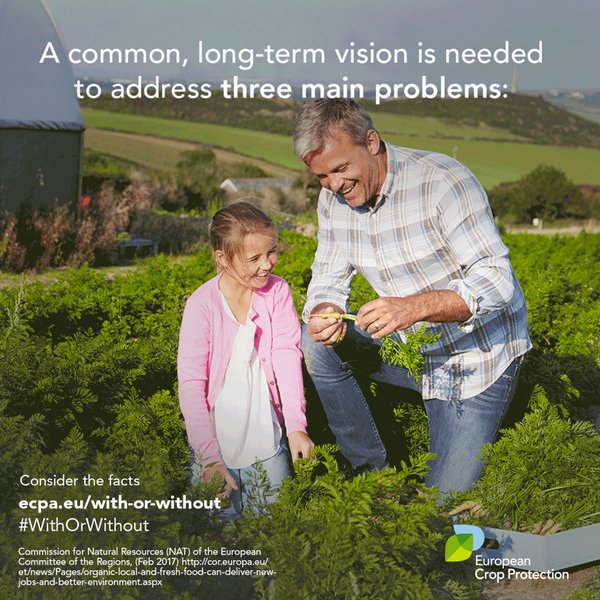 A common, long-term vision is needed
to address three main problems:
Consider the facts
ecpa.eu/with-or-without
#WithOrWithout
Commission for Natural Resources (NAT) of the European
Committee of the Regions, (Feb 2017) http://cor.europa.eu/
et/news/Pages/organic-local-and-fresh-food-can-deliver-new-
jobs-and-better-environment.aspx
European
Crop Protection